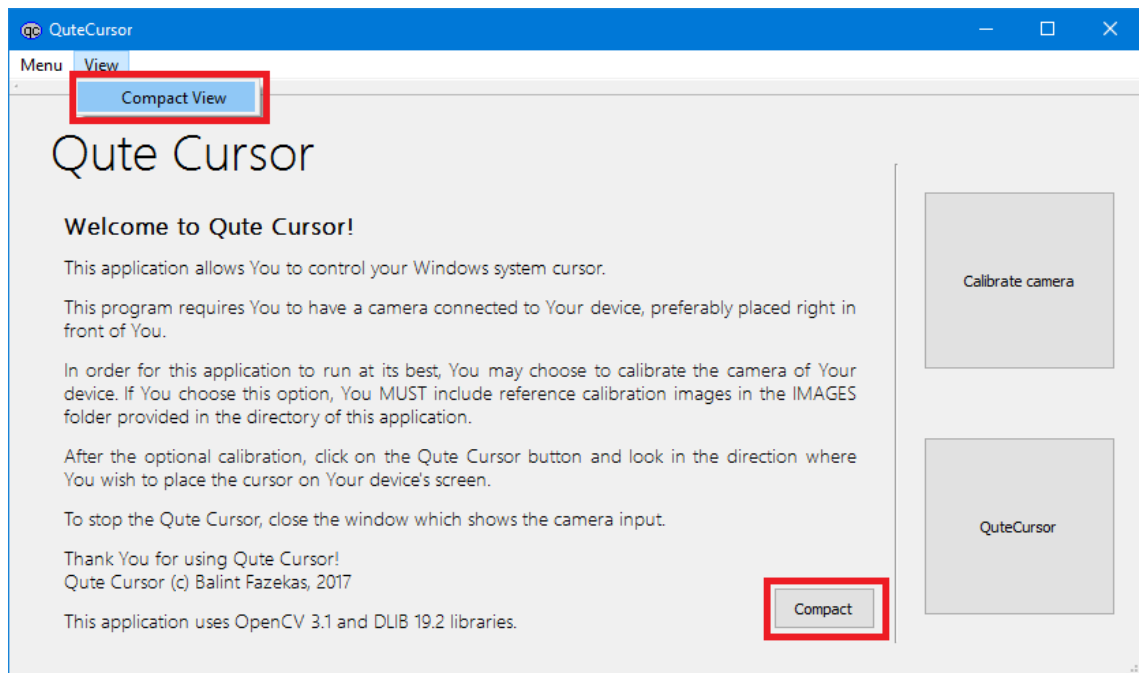 QuteCursor
Menu View
Compact View
Qute Cursor
Welcome to Qute Cursor!
This application allows You to control your Windows system cursor.
This program requires You to have a camera connected to Your device, preferably placed right in
front of You.
In order for this application to run at its best, You may choose to calibrate the camera of Your
device. If You choose this option, You MUST include reference calibration images in the IMAGES
folder provided in the directory of this application.
After the optional calibration, click on the Qute Cursor button and look in the direction where
You wish to place the cursor on Your device's screen.
To stop the Qute Cursor, close the window which shows the camera input.
Thank You for using Qute Cursor!
Qute Cursor (c) Balint Fazekas, 2017
This application uses OpenCV 3.1 and DLIB 19.2 libraries.
Compact
Calibrate camera
QuteCursor